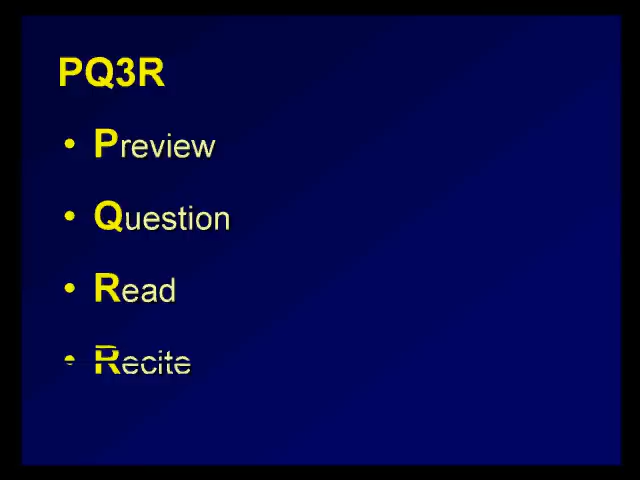 PQ3R
• Preview
• Question
• Read
• Recite